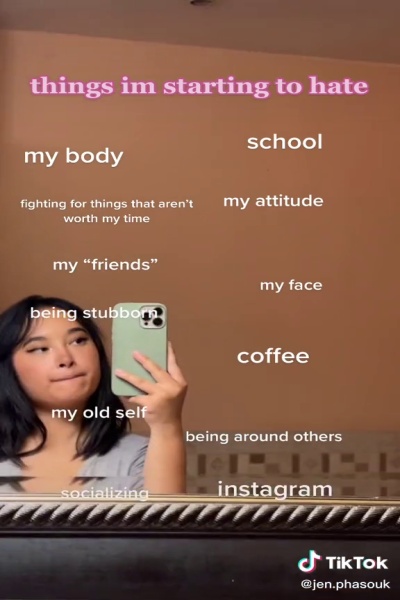 things im starting to hate
school
my body
fighting for things that aren't
worth my time
my attitude
my “friends”
my face
being stubborn
coffee
my old self
being around others
socializing
instagram
TikTok
@jen.phasouk